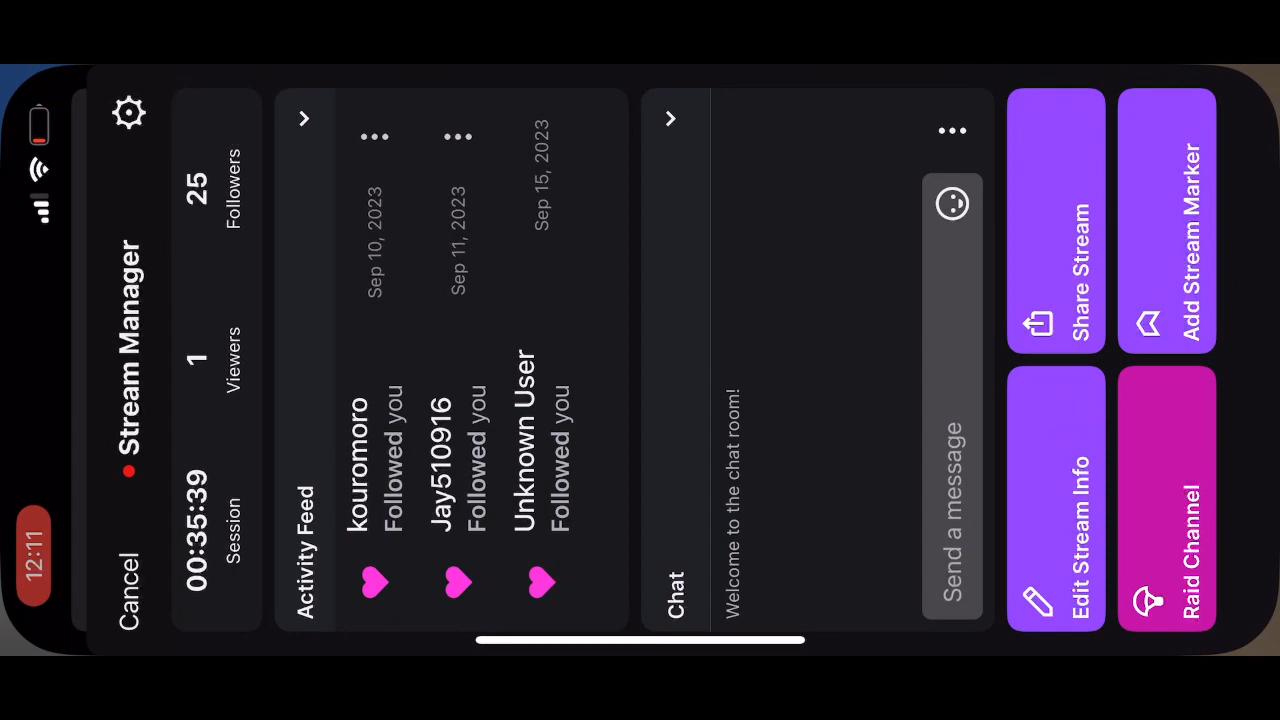 12:11
Cancel
Stream Manager
00:35:39
Session
1
Viewers
25
Followers
Activity Feed
kouromoro
Followed you
Sep 10, 2023
Jay510916
Followed you
Sep 11, 2023
Unknown User
Followed you
Sep 15, 2023
Chat
Welcome to the chat room!
Send a message
Edit Stream Info
Share Stream
Raid Channel
Add Stream Marker